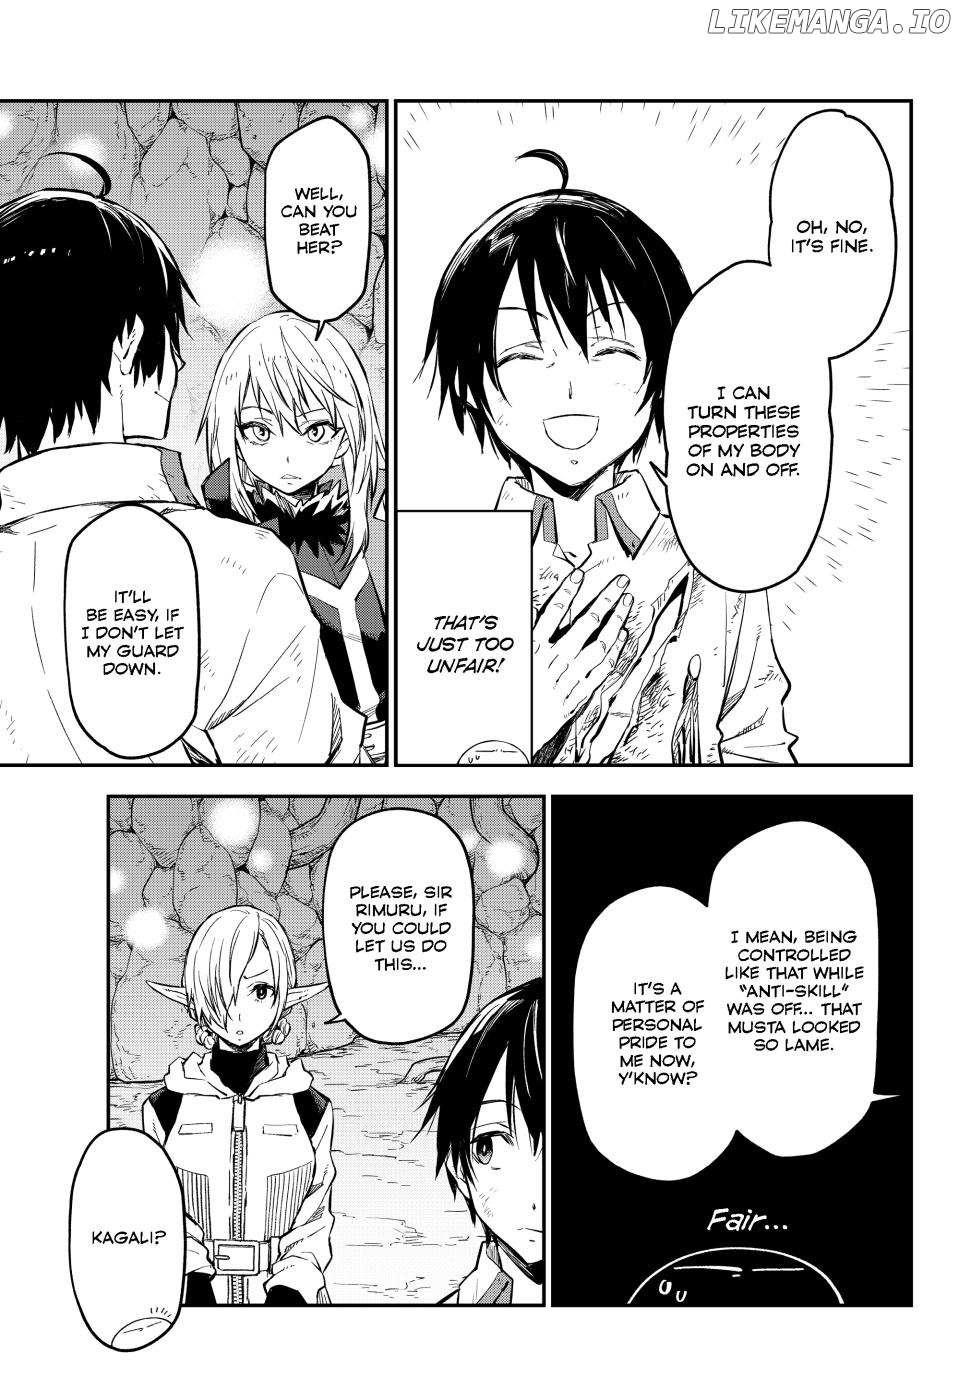 LIKEMANGA.IO
OH, NO,
IT'S FINE.
I CAN
TURN THESE
PROPERTIES
OF MY BODY
ON AND OFF.
THAT'S
JUST TOO
UNFAIR!
WELL,
CAN YOU
BEAT
HER?
IT'LL
BE EASY, IF
I DON'T LET
MY GUARD
DOWN.
I MEAN, BEING
CONTROLLED
LIKE THAT WHILE
"ANTI-SKILL"
WAS OFF... THAT
MUSTA LOOKED
SO LAME.
IT'S A
MATTER OF
PERSONAL
PRIDE TO
ME NOW,
Y'KNOW?
Fair...
PLEASE, SIR
RIMURU, IF
YOU COULD
LET US DO
THIS...
KAGALI?